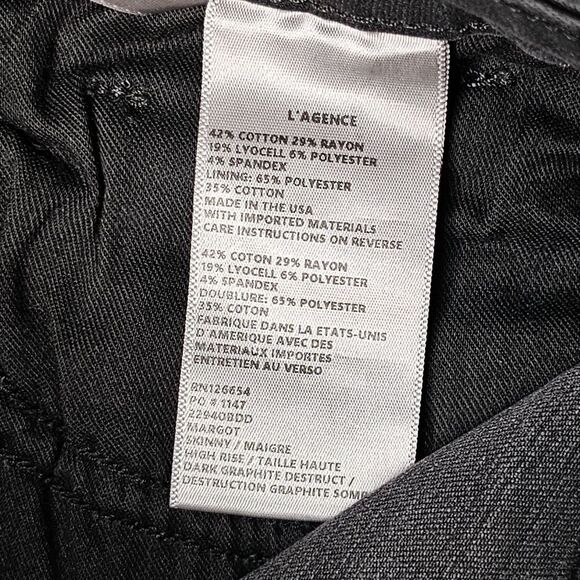 L'AGENCE
42% COTTON 29% RAYON
19% LYOCELL 6% POLYESTER
4% SPANDEX
LINING: 65% POLYESTER
35% COTTON
MADE IN THE USA
WITH IMPORTED MATERIALS
CARE INSTRUCTIONS ON REVERSE
42% COTON 29% RAYON
19% LYOCELL 6% POLYESTER
4% SPANDEX
DOUBLURE: 65% POLYESTER
35% COTON
FABRIQUE DANS LA ETATS-UNIS
D'AMERIQUE AVEC DES
MATERIAUX IMPORTES
ENTRETIEN AU VERSO
RN126654
PO # 1147
22940BDD
MARGOT
SKINNY / MAIGRE
HIGH RISE / TAILLE HAUTE
DARK GRAPHITE DESTRUCT /
DESTRUCTION GRAPHITE